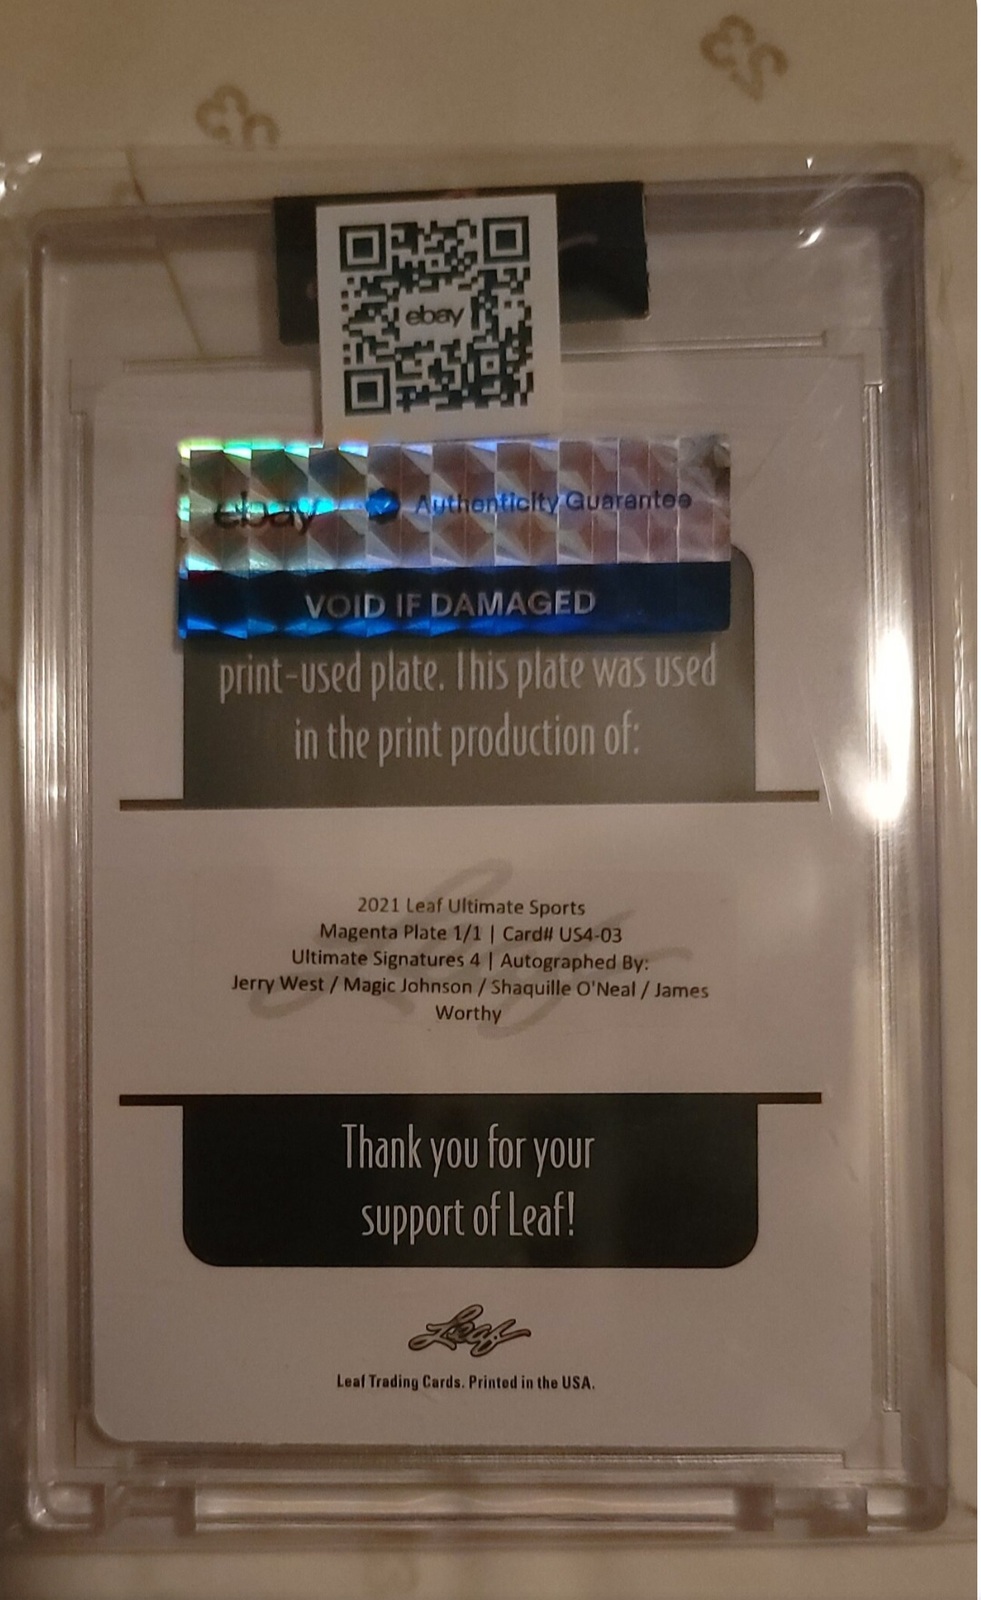 ebay
ebay Authenticity Guarantee
VOID IF DAMAGED
print-used plate. This plate was used
in the print production of:
2021 Leaf Ultimate Sports
Magenta Plate 1/1 | Card# US4-03
Ultimate Signatures 4 | Autographed By:
Jerry West / Magic Johnson / Shaquille O'Neal / James
Worthy
Thank you for your
support of Leaf!
Leaf
Leaf Trading Cards. Printed in the USA.